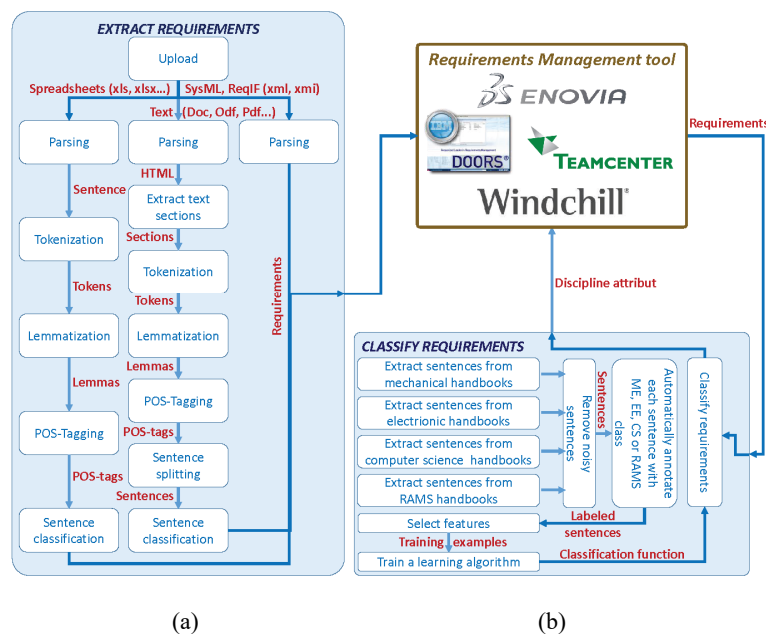 EXTRACT REQUIREMENTS
Upload
Spreadsheets (xls, xlsx...)
SysML, ReqIF (xml, xmi)
Text (Doc, Odf, Pdf...)
Parsing
Parsing
Parsing
HTML
Sentence
Extract text
sections
Tokenization
Sections
Tokenization
Tokens
Tokens
Lemmatization
Lemmatization
Lemmas
Lemmas
POS-Tagging
POS-Tagging
POS-tags
Sentence
splitting
POS-tags
Sentences
Sentence
classification
Sentence
classification
Requirements
Requirements Management tool
ENOVIA
IBM
DOORS®
TEAMCENTER
Windchill®
Requirements
Discipline attribut
CLASSIFY REQUIREMENTS
Extract sentences from
mechanical handbooks
Extract sentences from
electrionic handbooks
Extract sentences from
computer science handbooks
Extract sentences from
RAMS handbooks
Remove noisy
sentences
Sentences
Automatically annotate
each sentence with
ME, EE, CS or RAMS
class
Classify requirements
Select features
Labeled
sentences
Training examples
Train a learning algorithm
Classification function
(a)
(b)